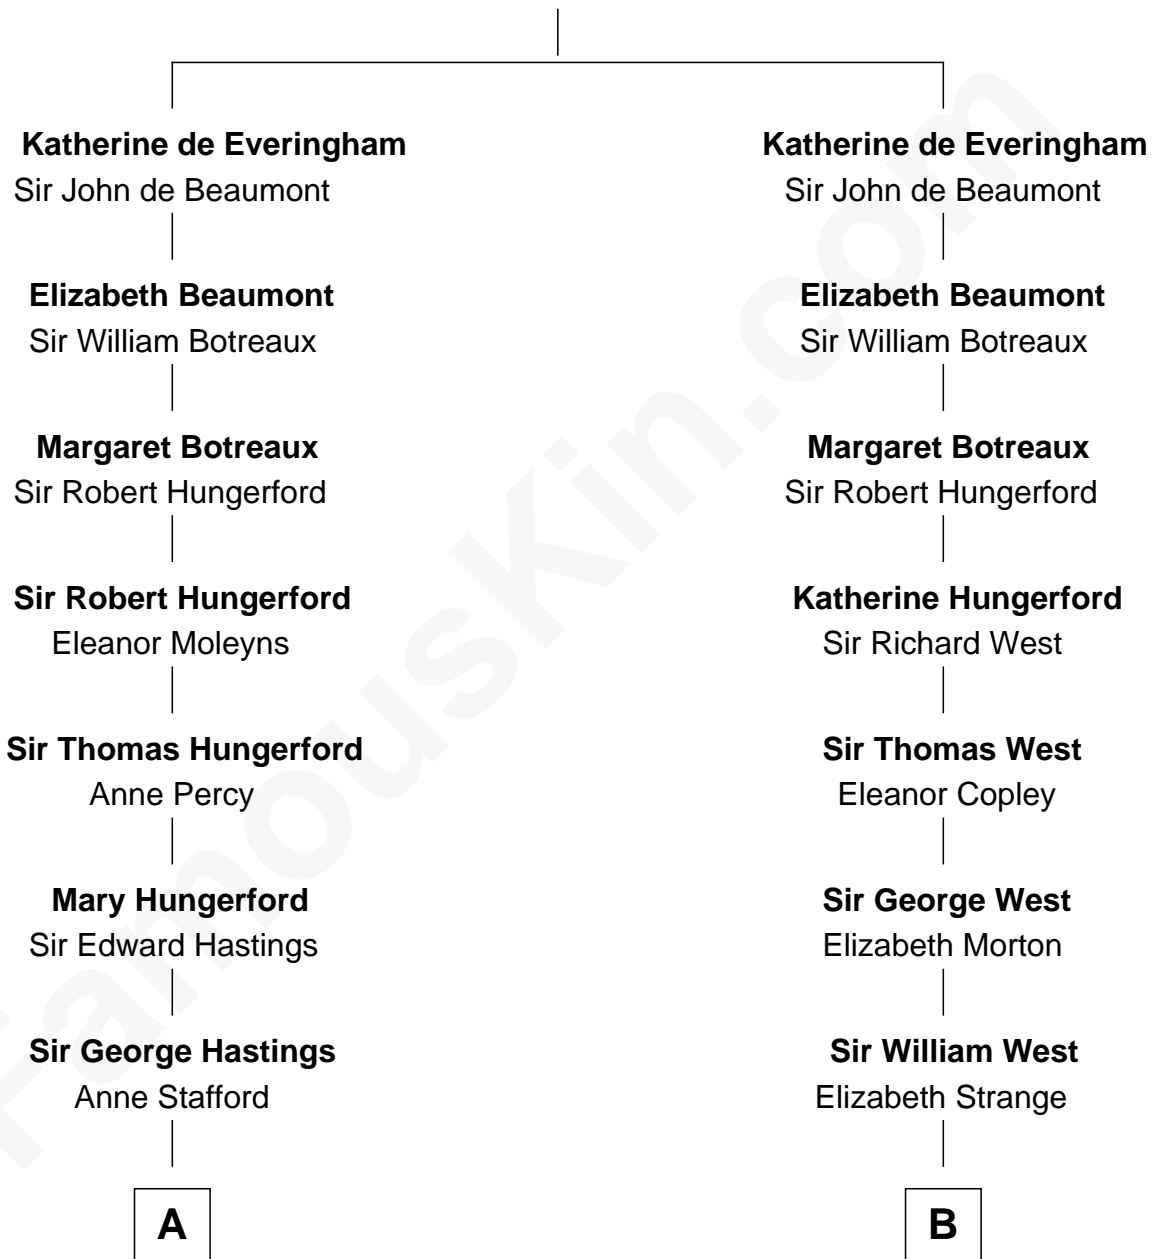 Katherine de Everingham
Sir John de Beaumont
Elizabeth Beaumont
Sir William Botreaux
Margaret Botreaux
Sir Robert Hungerford
Sir Robert Hungerford
Eleanor Moleyns
Sir Thomas Hungerford
Anne Percy
Mary Hungerford
Sir Edward Hastings
Sir George Hastings
Anne Stafford
A
Katherine de Everingham
Sir John de Beaumont
Elizabeth Beaumont
Sir William Botreaux
Margaret Botreaux
Sir Robert Hungerford
Katherine Hungerford
Sir Richard West
Sir Thomas West
Eleanor Copley
Sir George West
Elizabeth Morton
Sir William West
Elizabeth Strange
B
FamousKin.com